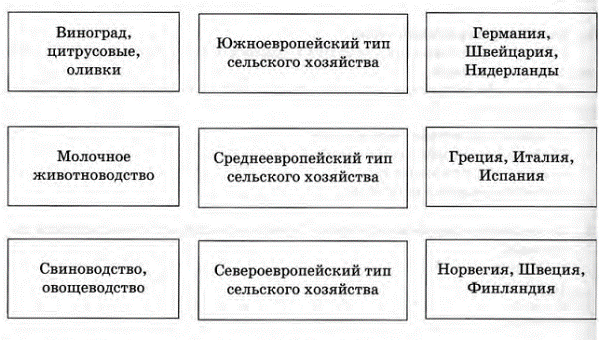 Виноград,
цитрусовые,
оливки
Южноевропейский тип
сельского хозяйства
Германия,
Швейцария,
Нидерланды
Молочное
животноводство
Среднеевропейский тип
сельского хозяйства
Греция, Италия,
Испания
Свиноводство,
овощеводство
Североевропейский тип
сельского хозяйства
Норвегия, Швеция,
Финляндия